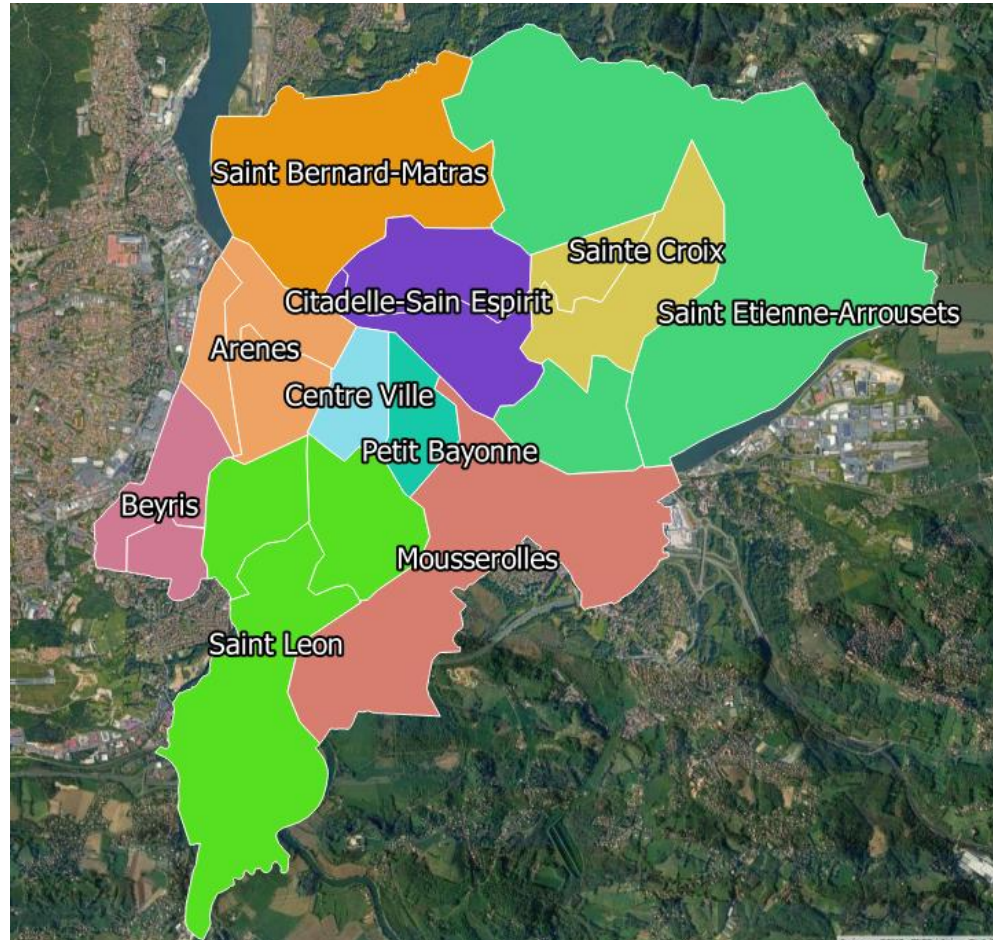 Saint Bernard-Matras
Sainte Croix
Citadelle-Sain Espirit
Saint Etienne-Arrousets
Arenes
Centre Ville
Petit Bayonne
Beyris
Mousserolles
Saint Leon